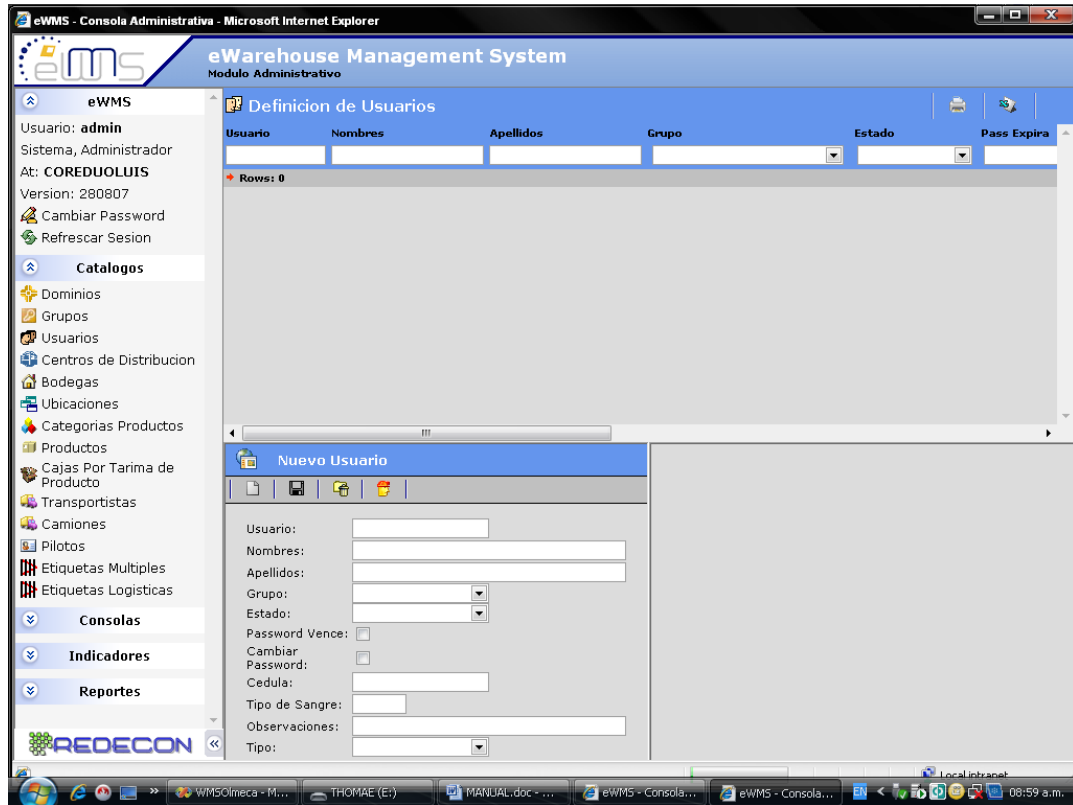 eWMS - Consola Administrativa - Microsoft Internet Explorer
eWMS
eWarehouse Management System
Modulo Administrativo
eWMS
Usuario: admin
Sistema, Administrador
At: COREDUOLUIS
Version: 280807
Cambiar Password
Refrescar Sesion
Catalogos
Dominios
Grupos
Usuarios
Centros de Distribucion
Bodegas
Ubicaciones
Categorias Productos
Productos
Cajas Por Tarima de
Producto
Transportistas
Camiones
Pilotos
Etiquetas Multiples
Etiquetas Logisticas
Consolas
Indicadores
Reportes
REDECON
Definicion de Usuarios
Usuario Nombres Apellidos Grupo Estado Pass Expira
Rows: 0
Nuevo Usuario
Usuario:
Nombres:
Apellidos:
Grupo:
Estado:
Password Vence:
Cambiar
Password:
Cedula:
Tipo de Sangre:
Observaciones:
Tipo:
Local intranet
WMSOlmeca - M... THOMAE (E:) MANUAL.doc - ... eWMS - Consola... eWMS - Consola... EN 08:59 a.m.